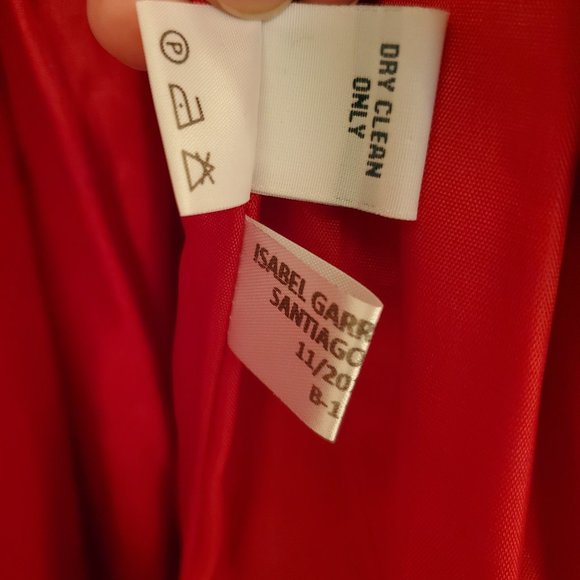 P
DRY CLEAN
ONLY
ISABEL GARR
SANTIAGO
11/20
B-1